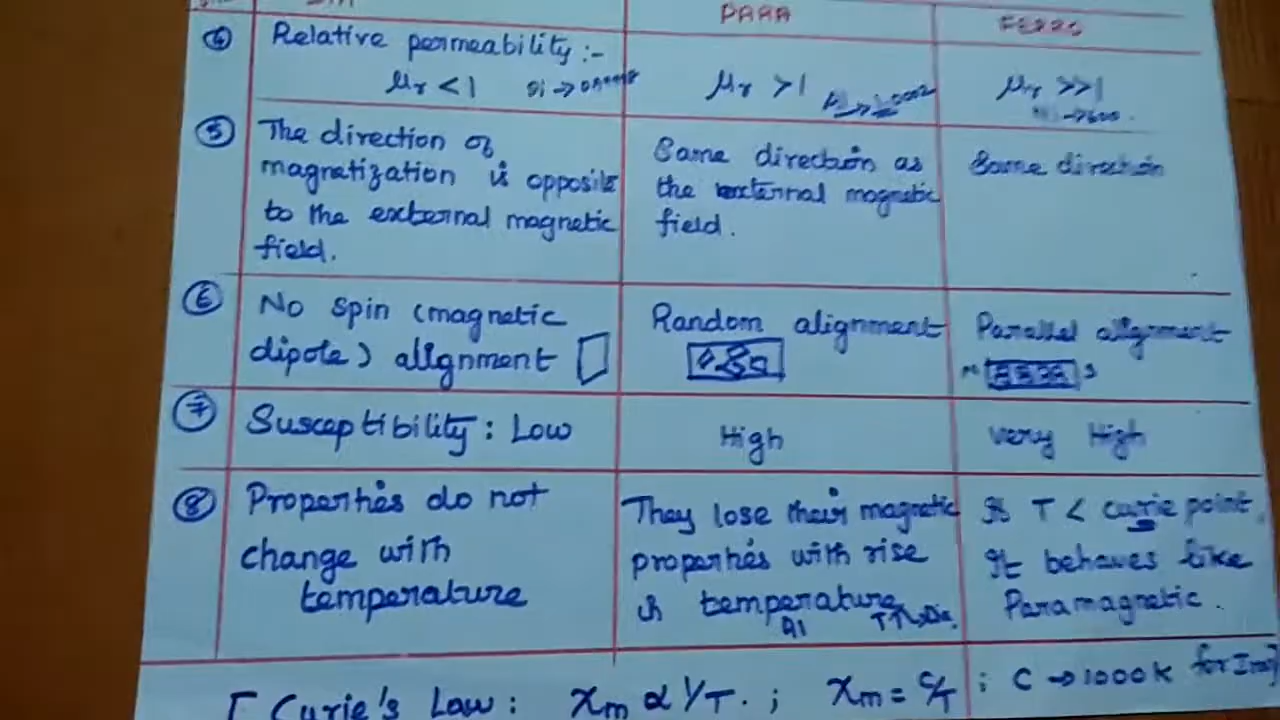 PARA
FERRO
④ Relative permeability :-
μr < 1
μr > 1
μr >> 1
⑤ The direction of
magnetization is opposite
to the external magnetic
field.
Same direction as
the external magnetic
field.
Same direction
⑥ No spin (magnetic
dipole) alignment
Random alignment
Parallel alignment
N S
⑦ Susceptibility : Low
High
very High
⑧ Properties do not
change with
temperature
They lose their magnetic
properties with rise
in temperature
If T < curie point,
It behaves like
Paramagnetic.
[ Curie's Law : χm α 1/T. ; χm = C/T ; C → 1000K for